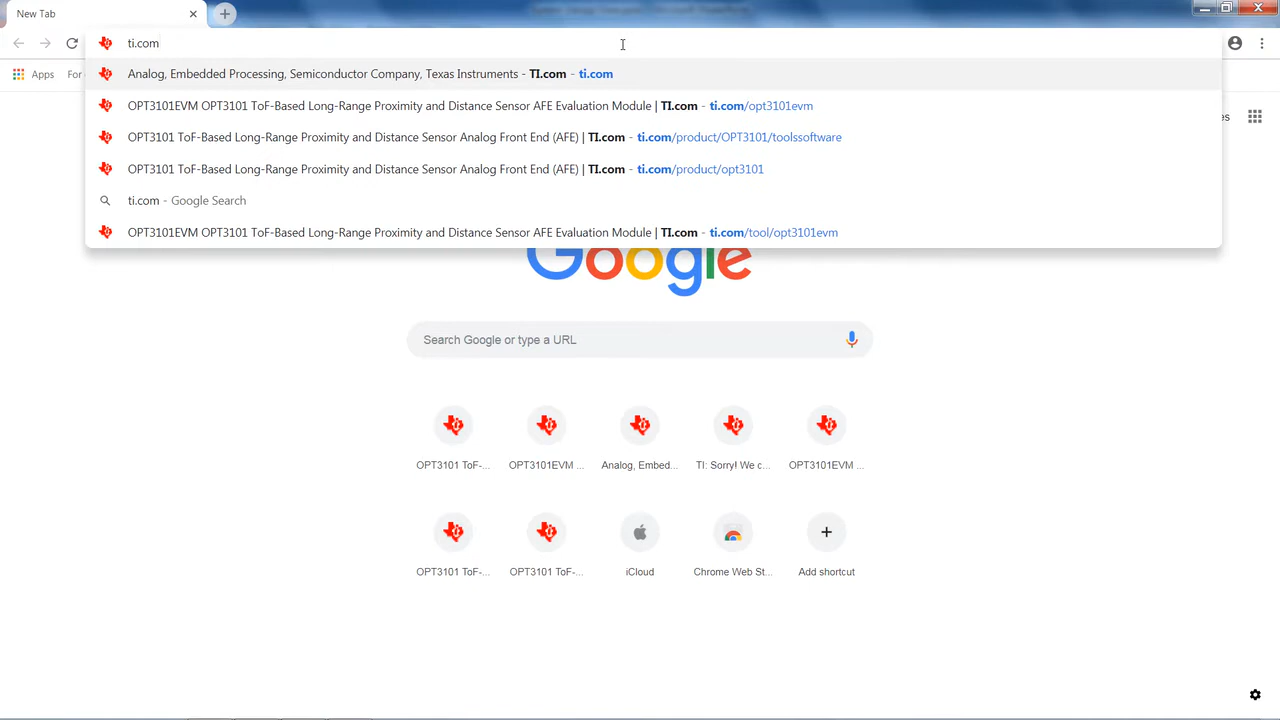 New Tab
ti.com
Apps
For
Analog, Embedded Processing, Semiconductor Company, Texas Instruments - TI.com - ti.com
OPT3101EVM OPT3101 ToF-Based Long-Range Proximity and Distance Sensor AFE Evaluation Module | TI.com - ti.com/opt3101evm
es
OPT3101 ToF-Based Long-Range Proximity and Distance Sensor Analog Front End (AFE) | TI.com - ti.com/product/OPT3101/toolssoftware
OPT3101 ToF-Based Long-Range Proximity and Distance Sensor Analog Front End (AFE) | TI.com - ti.com/product/opt3101
ti.com - Google Search
OPT3101EVM OPT3101 ToF-Based Long-Range Proximity and Distance Sensor AFE Evaluation Module | TI.com - ti.com/tool/opt3101evm
Google
Search Google or type a URL
OPT3101 ToF-...
OPT3101EVM ...
Analog, Embed...
TI: Sorry! We c...
OPT3101EVM ...
OPT3101 ToF-...
OPT3101 ToF-...
iCloud
Chrome Web St...
Add shortcut